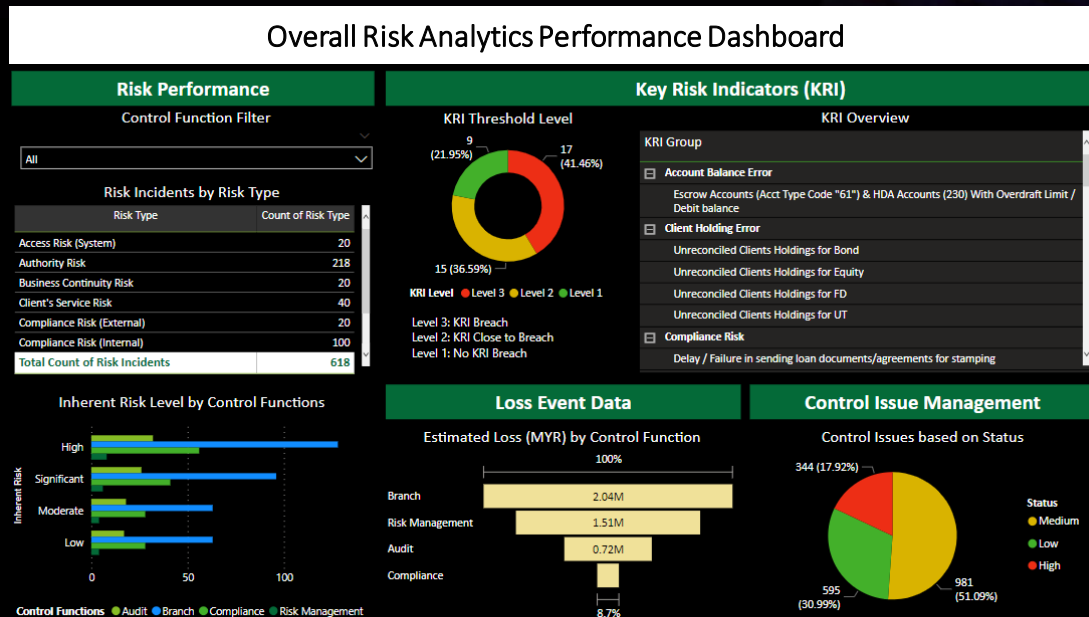 Overall Risk Analytics Performance Dashboard
Risk Performance
Control Function Filter
All
Risk Incidents by Risk Type
Risk Type Count of Risk Type
Access Risk (System) 20
Authority Risk 218
Business Continuity Risk 20
Client's Service Risk 40
Compliance Risk (External) 20
Compliance Risk (Internal) 100
Total Count of Risk Incidents 618
Inherent Risk Level by Control Functions
Inherent Risk
High
Significant
Moderate
Low
0 50 100
Control Functions Audit Branch Compliance Risk Management
Key Risk Indicators (KRI)
KRI Threshold Level
9
(21.95%)
17
(41.46%)
15 (36.59%)
KRI Level Level 3 Level 2 Level 1
Level 3: KRI Breach
Level 2: KRI Close to Breach
Level 1: No KRI Breach
KRI Overview
KRI Group
Account Balance Error
Escrow Accounts (Acct Type Code "61") & HDA Accounts (230) With Overdraft Limit /
Debit balance
Client Holding Error
Unreconciled Clients Holdings for Bond
Unreconciled Clients Holdings for Equity
Unreconciled Clients Holdings for FD
Unreconciled Clients Holdings for UT
Compliance Risk
Delay / Failure in sending loan documents/agreements for stamping
Loss Event Data
Estimated Loss (MYR) by Control Function
100%
Branch 2.04M
Risk Management 1.51M
Audit 0.72M
Compliance
8.7%
Control Issue Management
Control Issues based on Status
344 (17.92%)
595
(30.99%)
981
(51.09%)
Status
Medium
Low
High